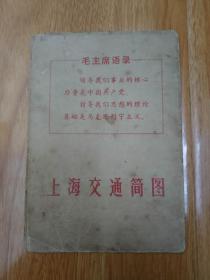 毛主席语录
领导我们事业的核心
力量是中国共产党。
指导我们思想的理论
基础是马克思列宁主义。
上海交通简图